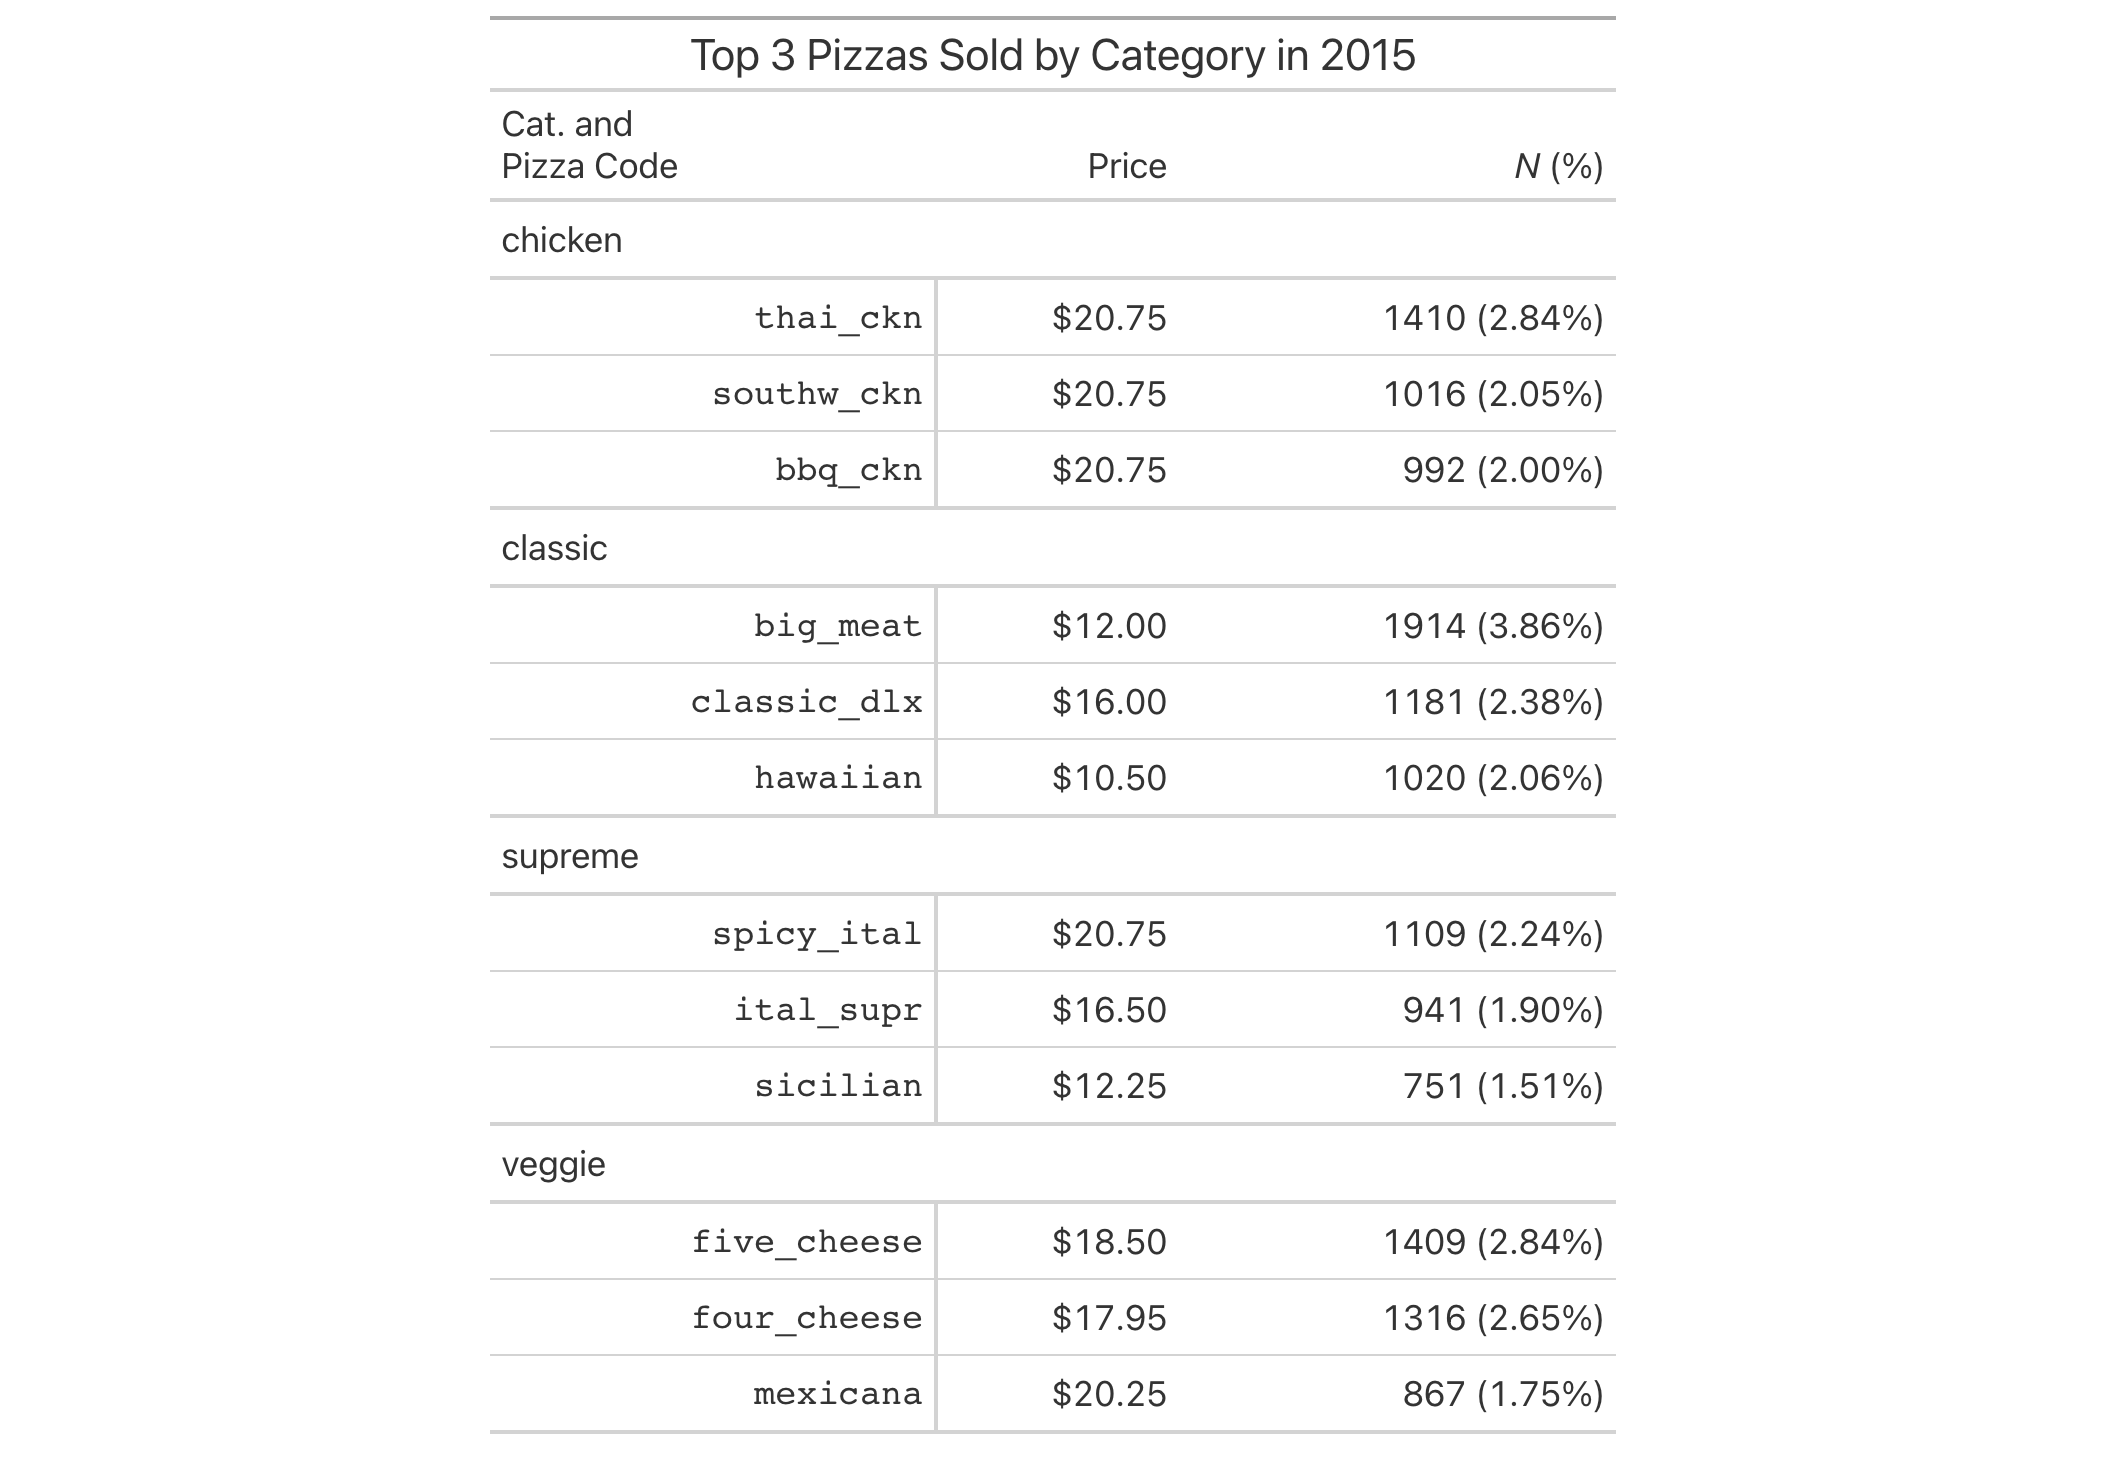 Top 3 Pizzas Sold by Category in 2015
Cat. and
Pizza Code Price N (%)
chicken
thai_ckn $20.75 1410 (2.84%)
southw_ckn $20.75 1016 (2.05%)
bbq_ckn $20.75 992 (2.00%)
classic
big_meat $12.00 1914 (3.86%)
classic_dlx $16.00 1181 (2.38%)
hawaiian $10.50 1020 (2.06%)
supreme
spicy_ital $20.75 1109 (2.24%)
ital_supr $16.50 941 (1.90%)
sicilian $12.25 751 (1.51%)
veggie
five_cheese $18.50 1409 (2.84%)
four_cheese $17.95 1316 (2.65%)
mexicana $20.25 867 (1.75%)